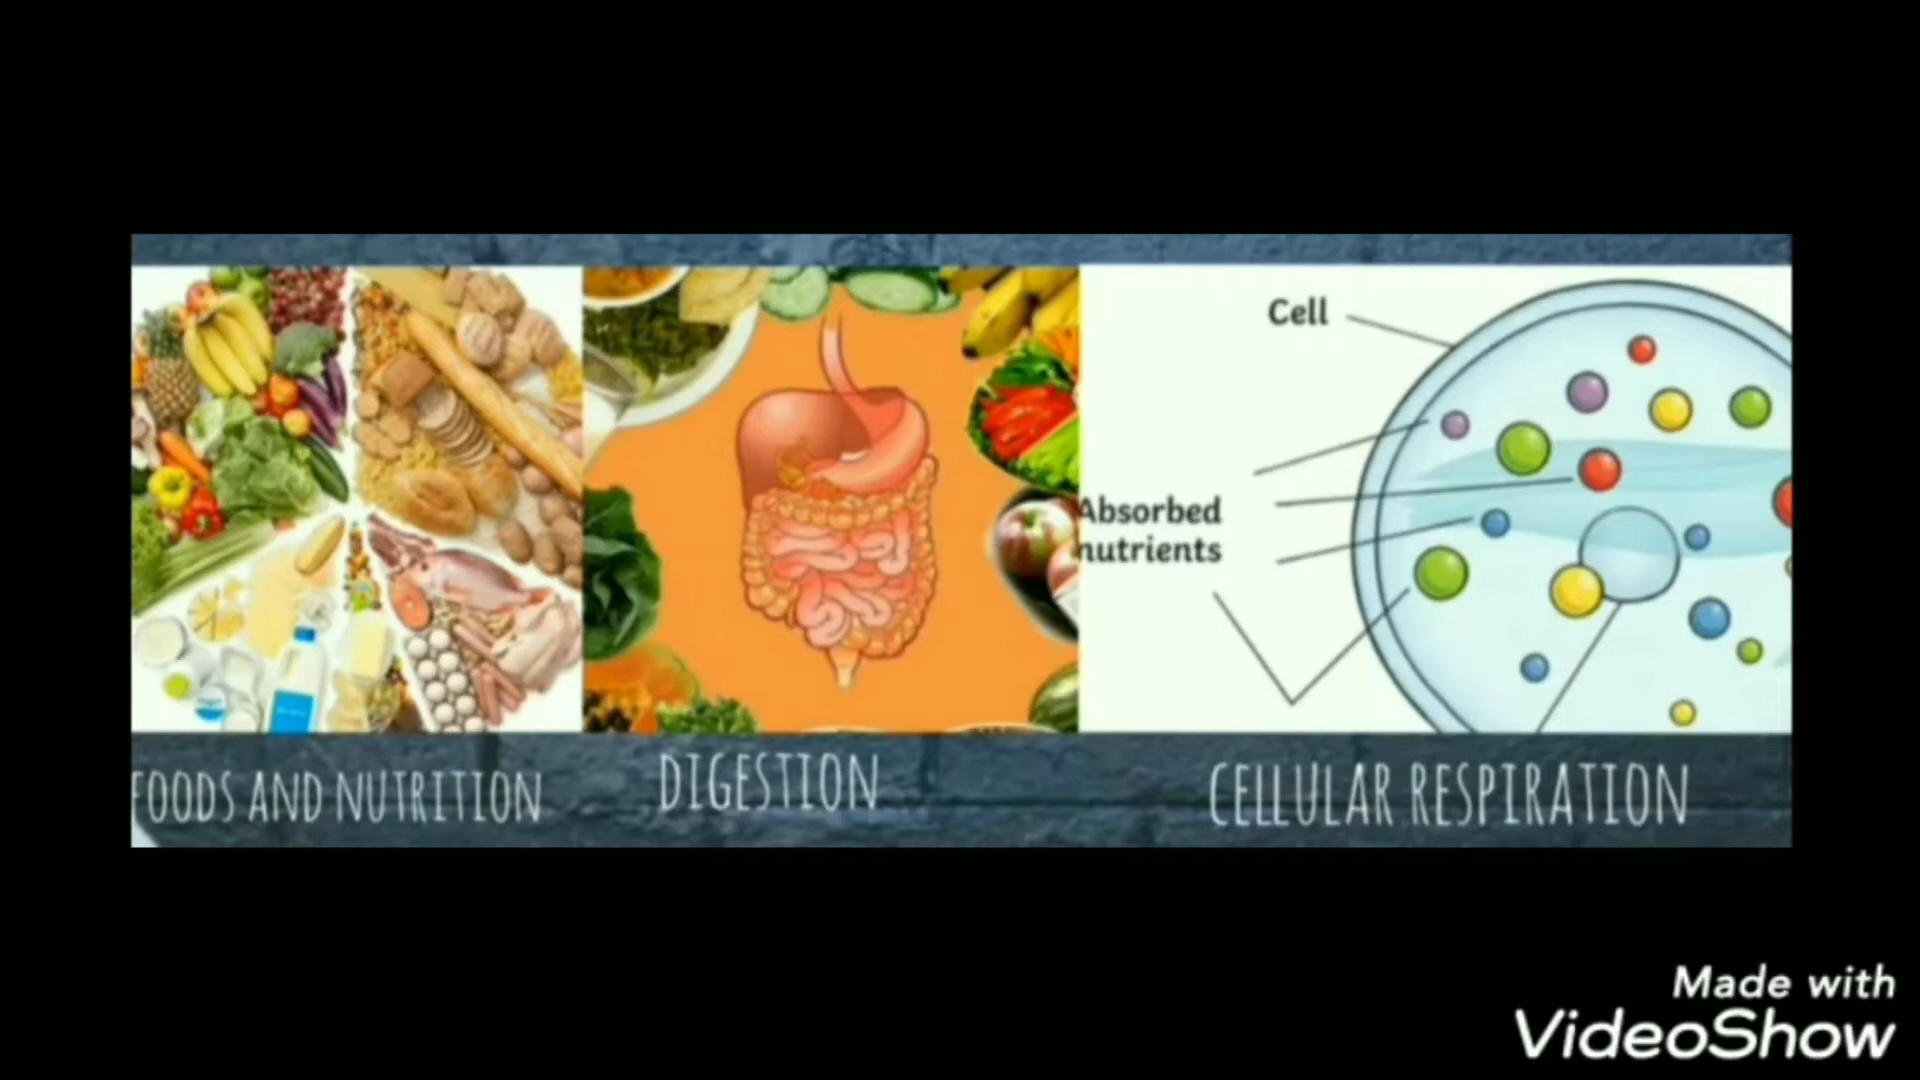 Cell
Absorbed
nutrients
FOODS AND NUTRITION
DIGESTION
CELLULAR RESPIRATION
Made with
VideoShow